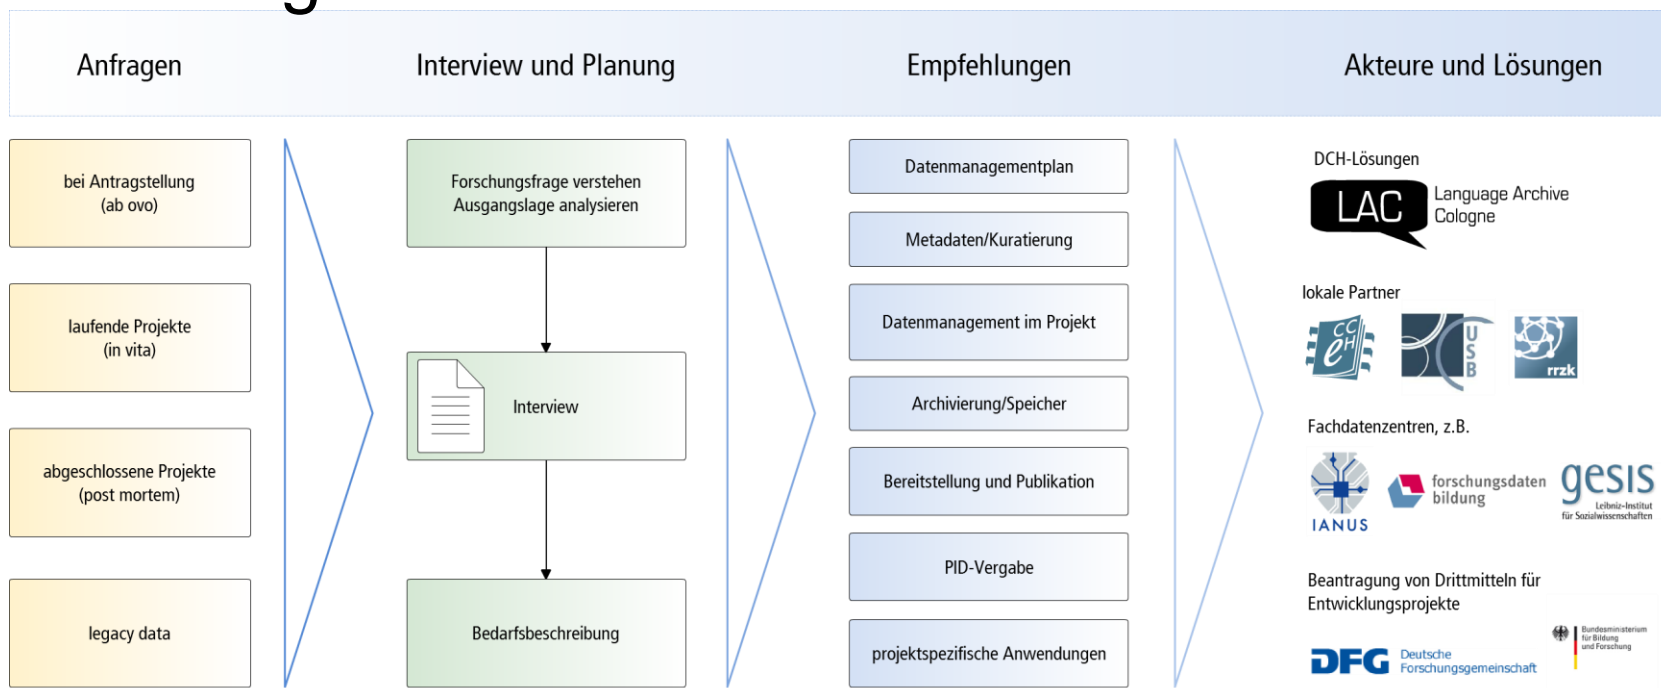 g
Anfragen
Interview und Planung
Empfehlungen
Akteure und Lösungen
bei Antragstellung
(ab ovo)
laufende Projekte
(in vita)
abgeschlossene Projekte
(post mortem)
legacy data
Forschungsfrage verstehen
Ausgangslage analysieren
Interview
Bedarfsbeschreibung
Datenmanagementplan
Metadaten/Kuratierung
Datenmanagement im Projekt
Archivierung/Speicher
Bereitstellung und Publikation
PID-Vergabe
projektspezifische Anwendungen
DCH-Lösungen
LAC
Language Archive
Cologne
lokale Partner
CCeH
USB
rrzk
Fachdatenzentren, z.B.
IANUS
forschungsdaten
bildung
gesis
Leibniz-Institut
für Sozialwissenschaften
Beantragung von Drittmitteln für
Entwicklungsprojekte
DFG
Deutsche
Forschungsgemeinschaft
Bundesministerium
für Bildung
und Forschung